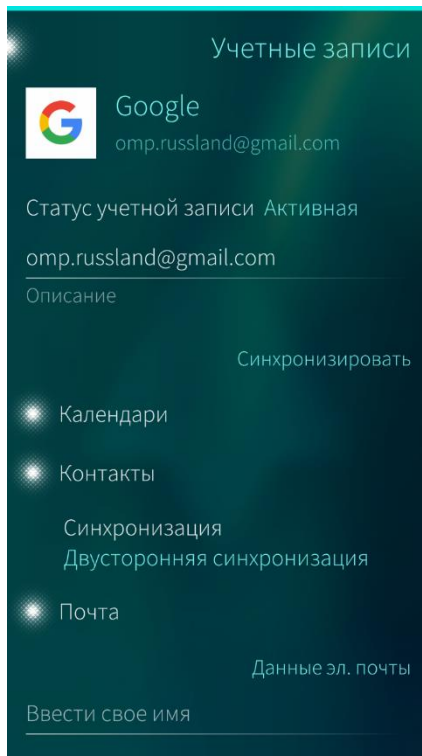 Учетные записи
Google
omp.russland@gmail.com
Статус учетной записи Активная
omp.russland@gmail.com
Описание
Синхронизировать
Календари
Контакты
Синхронизация
Двусторонняя синхронизация
Почта
Данные эл. почты
Ввести свое имя